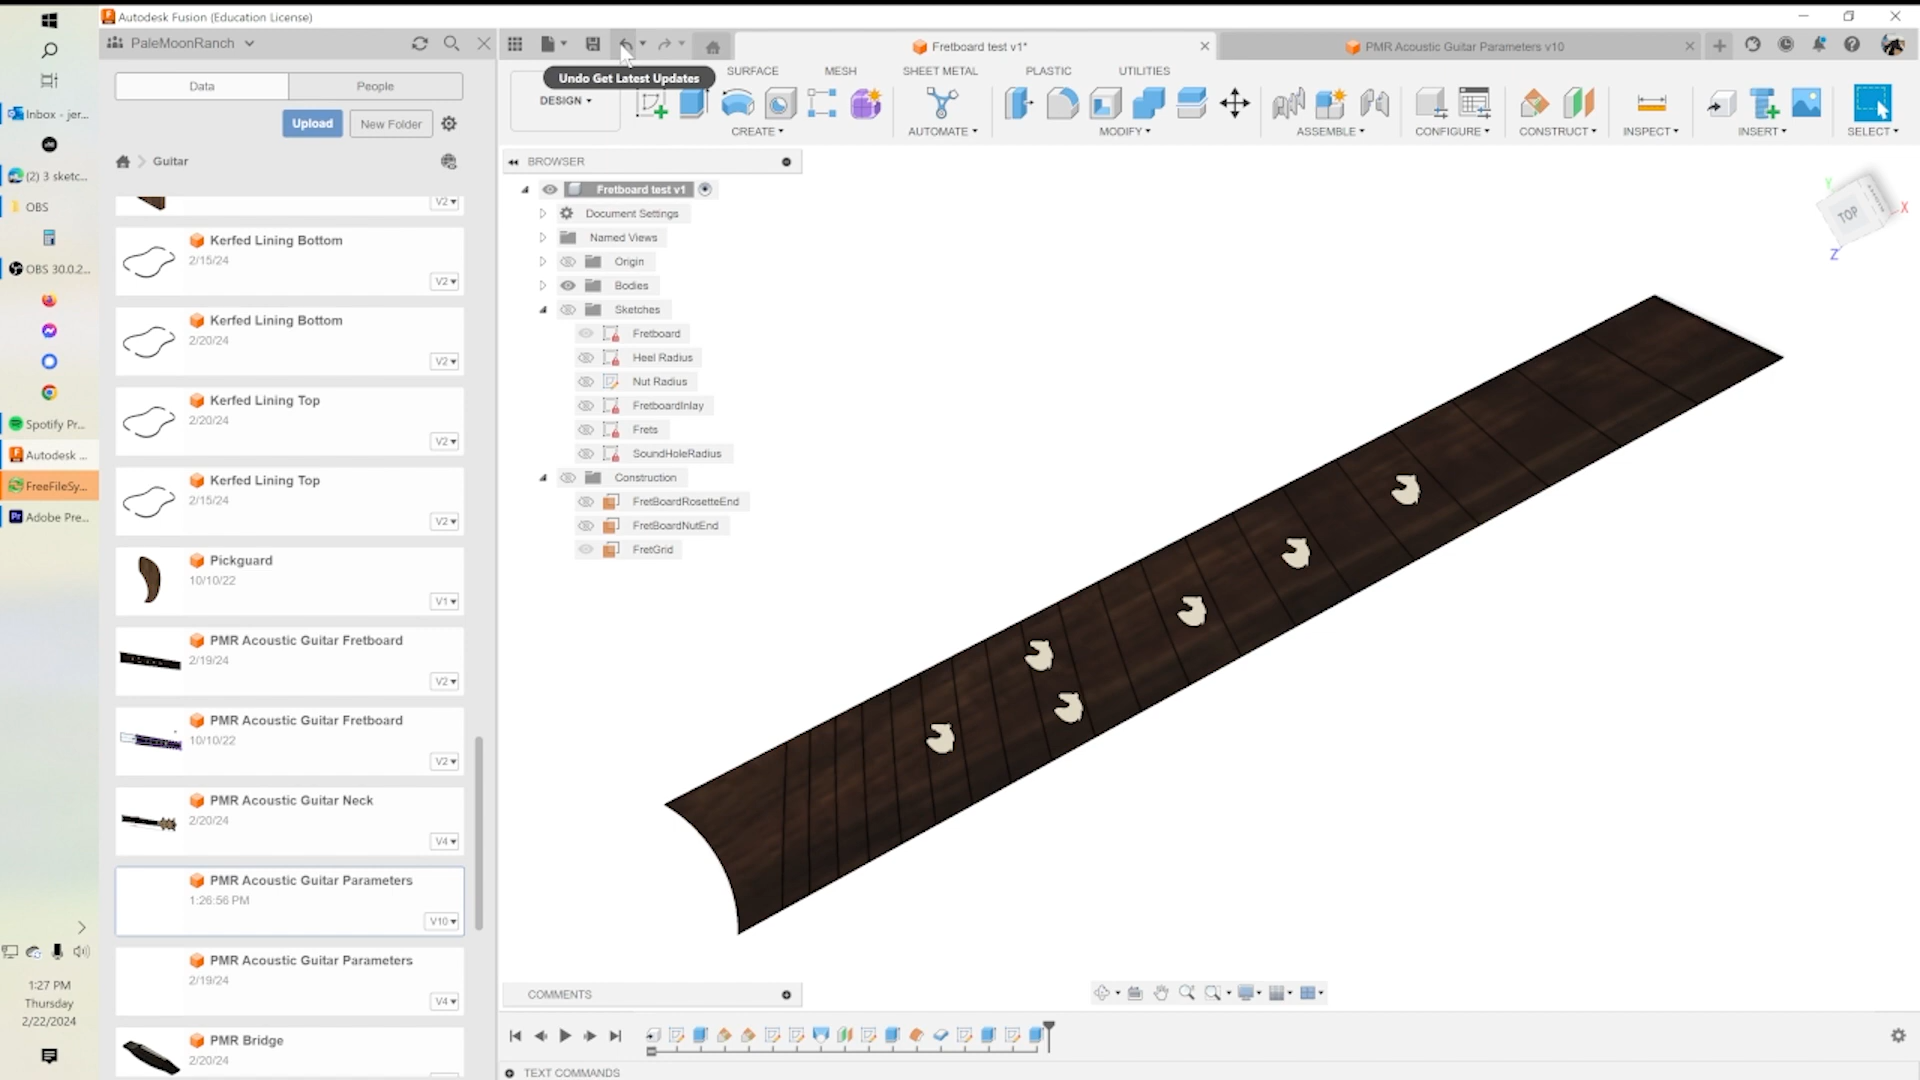 Autodesk Fusion (Education License)
PaleMoonRanch
Fretboard test v1*
PMR Acoustic Guitar Parameters v10
Undo Get Latest Updates
SURFACE
MESH
SHEET METAL
PLASTIC
UTILITIES
Data
People
DESIGN
Upload
New Folder
CREATE
AUTOMATE
MODIFY
ASSEMBLE
CONFIGURE
CONSTRUCT
INSPECT
INSERT
SELECT
Guitar
BROWSER
V2
Kerfed Lining Bottom
2/15/24
V2
Kerfed Lining Bottom
2/20/24
V2
Kerfed Lining Top
2/20/24
V2
Kerfed Lining Top
2/15/24
V2
Pickguard
10/10/22
V1
PMR Acoustic Guitar Fretboard
2/19/24
V2
PMR Acoustic Guitar Fretboard
10/10/22
V2
PMR Acoustic Guitar Neck
2/20/24
V4
PMR Acoustic Guitar Parameters
1:26:56 PM
V10
PMR Acoustic Guitar Parameters
2/19/24
V4
PMR Bridge
2/20/24
Fretboard test v1
Document Settings
Named Views
Origin
Bodies
Sketches
Fretboard
Heel Radius
Nut Radius
FretboardInlay
Frets
SoundHoleRadius
Construction
FretBoardRosetteEnd
FretBoardNutEnd
FretGrid
Y
TOP
X
Z
COMMENTS
TEXT COMMANDS
Inbox - jer...
(2) 3 sketc...
OBS
OBS 30.0.2...
Spotify Pr...
Autodesk ...
FreeFileSy...
Adobe Pre...
1:27 PM
Thursday
2/22/2024